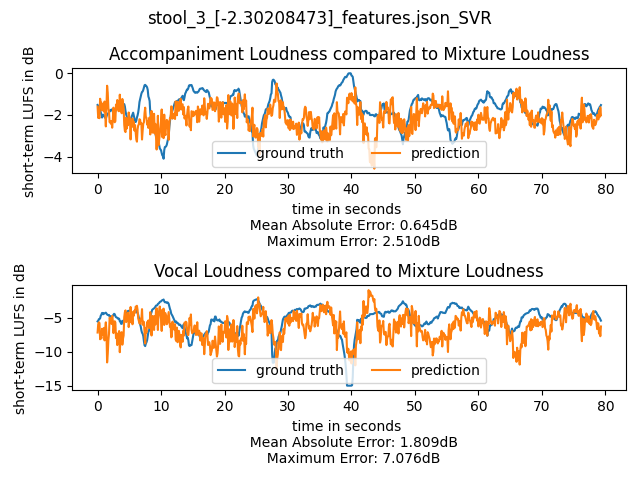 stool_3_[-2.30208473]_features.json_SVR
Accompaniment Loudness compared to Mixture Loudness
short-term LUFS in dB
0
−2
−4
ground truth
prediction
0 10 20 30 40 50 60 70 80
time in seconds
Mean Absolute Error: 0.645dB
Maximum Error: 2.510dB
Vocal Loudness compared to Mixture Loudness
short-term LUFS in dB
−5
−10
−15
ground truth
prediction
0 10 20 30 40 50 60 70 80
time in seconds
Mean Absolute Error: 1.809dB
Maximum Error: 7.076dB